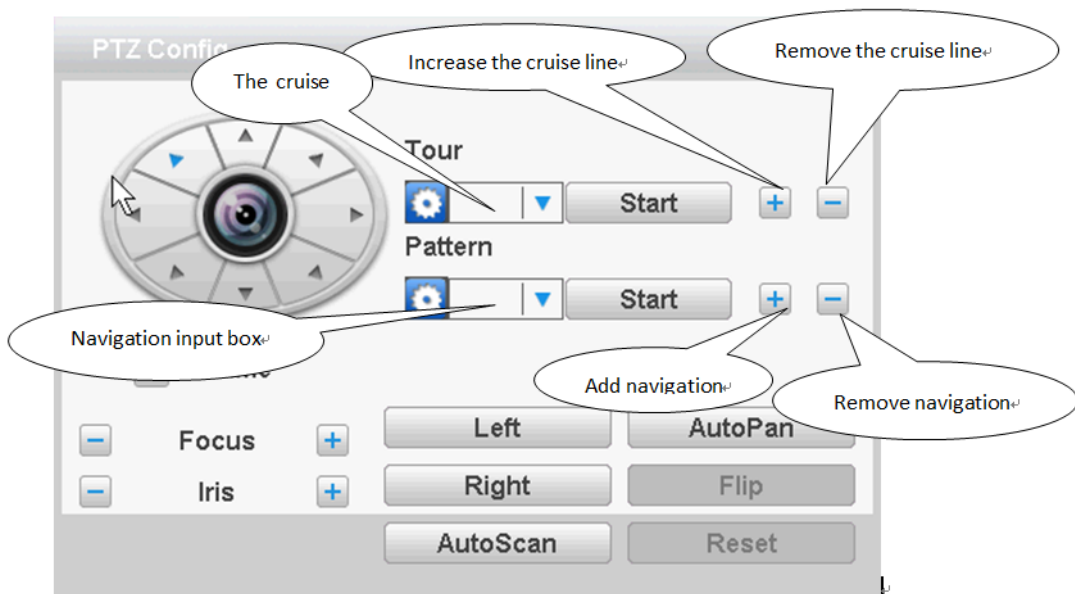 PTZ Config
The cruise
Increase the cruise line
Remove the cruise line
Tour
Start
Pattern
Start
Navigation input box
Add navigation
Remove navigation
Focus
Iris
Left
AutoPan
Right
Flip
AutoScan
Reset